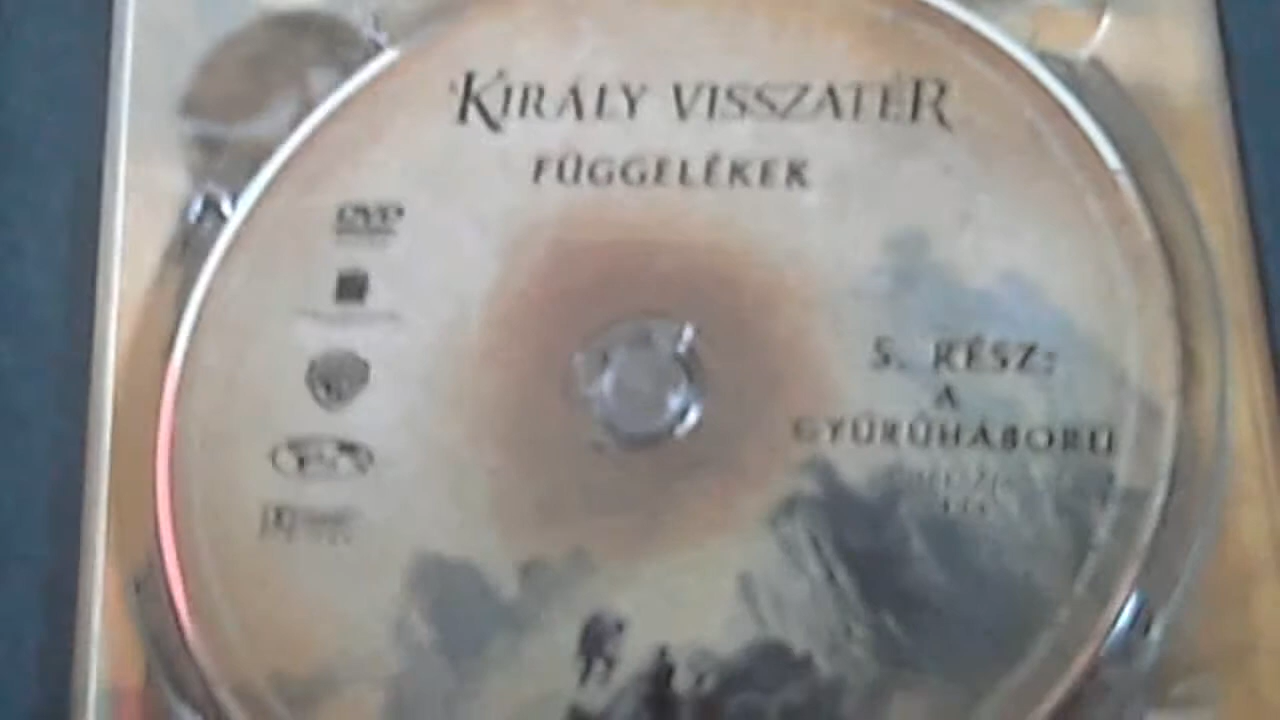 KIRÁLY VISSZATÉR
FÜGGELÉKEK
DVD
5. RÉSZ:
A
GYŰRŰHÁBORÚ